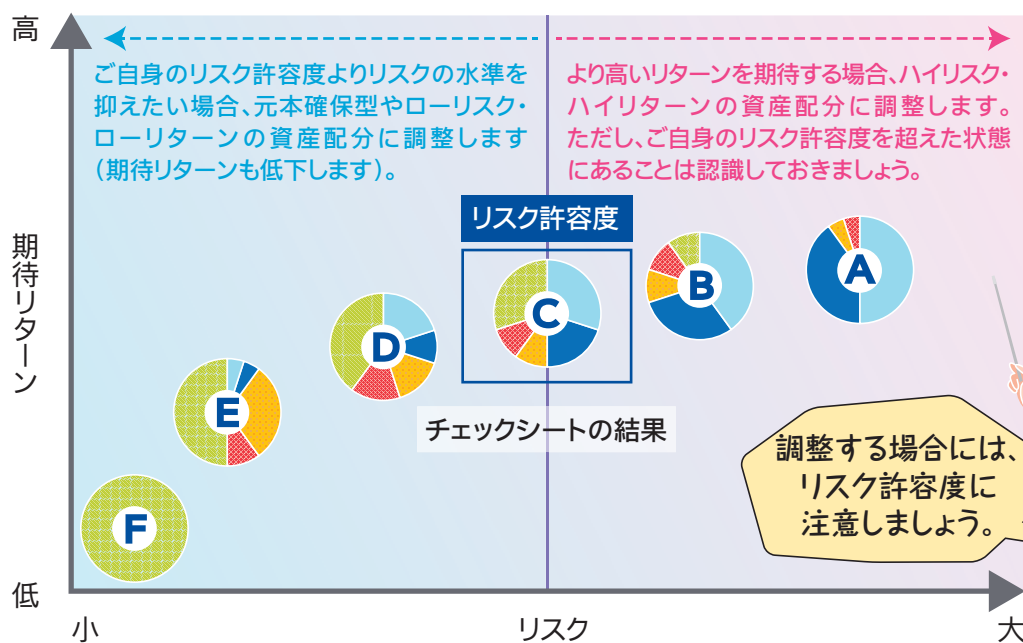 高
ご自身のリスク許容度よりリスクの水準を
抑えたい場合、元本確保型やローリスク・
ローリターンの資産配分に調整します
（期待リターンも低下します）。
より高いリターンを期待する場合、ハイリスク・
ハイリターンの資産配分に調整します。
ただし、ご自身のリスク許容度を超えた状態
にあることは認識しておきましょう。
期待リターン
リスク許容度
A
B
C
D
E
F
チェックシートの結果
調整する場合には、
リスク許容度に
注意しましょう。
低
小
リスク
大